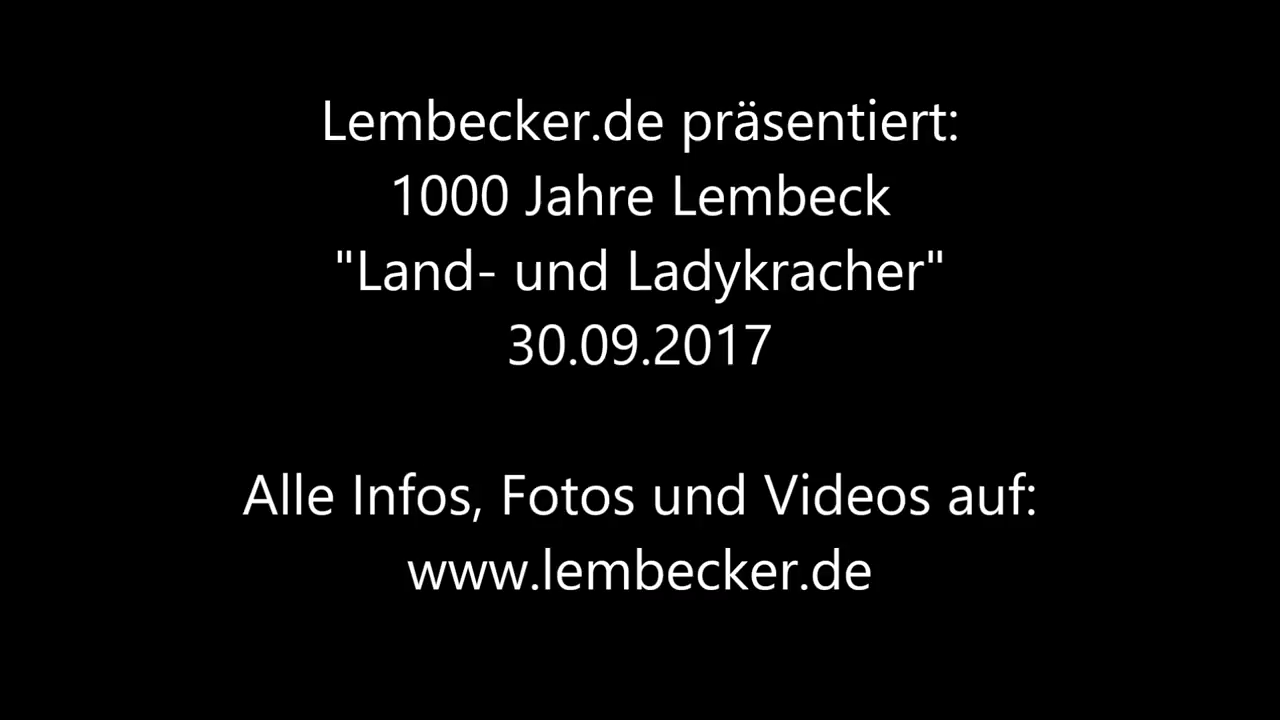 Lembecker.de präsentiert:
1000 Jahre Lembeck
"Land- und Ladykracher"
30.09.2017
Alle Infos, Fotos und Videos auf:
www.lembecker.de